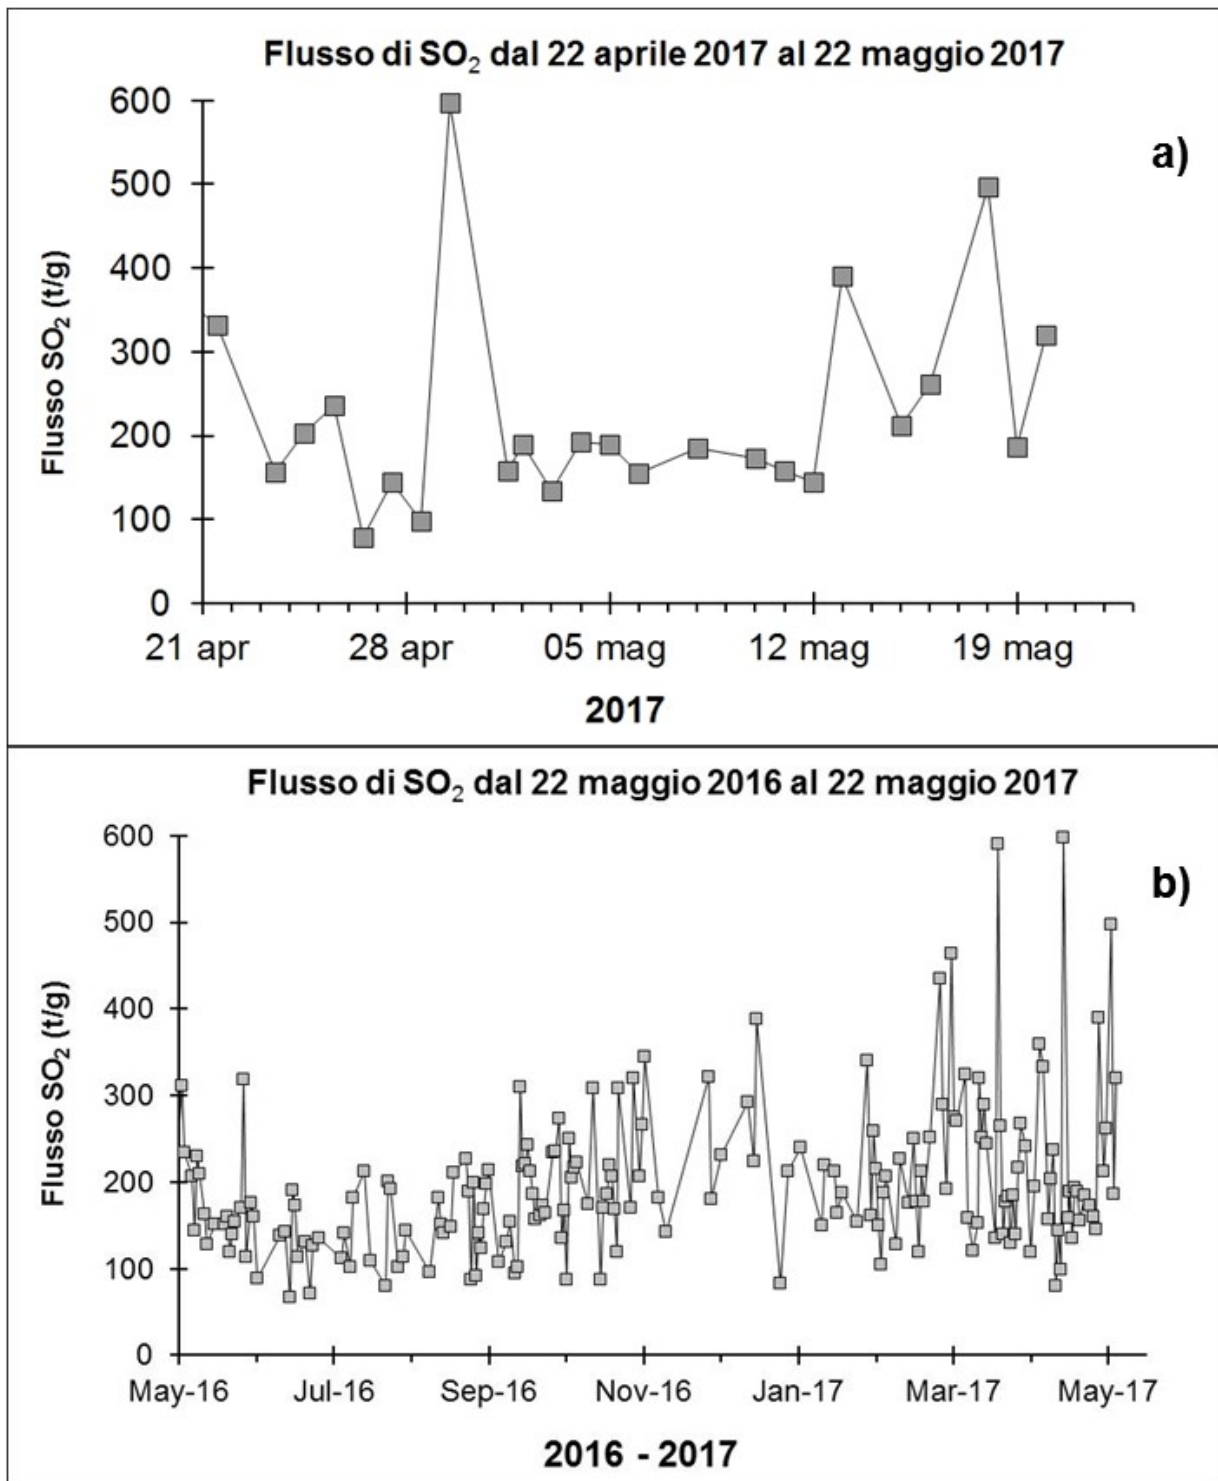 Flusso di SO₂ dal 22 aprile 2017 al 22 maggio 2017
a)
Flusso SO₂ (t/g)
600
500
400
300
200
100
0
21 apr 28 apr 05 mag 12 mag 19 mag
2017
Flusso di SO₂ dal 22 maggio 2016 al 22 maggio 2017
b)
Flusso SO₂ (t/g)
600
500
400
300
200
100
0
May-16 Jul-16 Sep-16 Nov-16 Jan-17 Mar-17 May-17
2016 - 2017